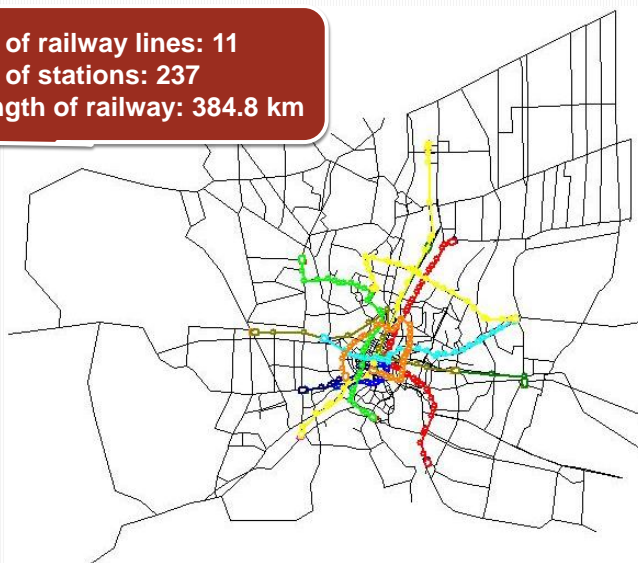 of railway lines: 11
of stations: 237
ngth of railway: 384.8 km